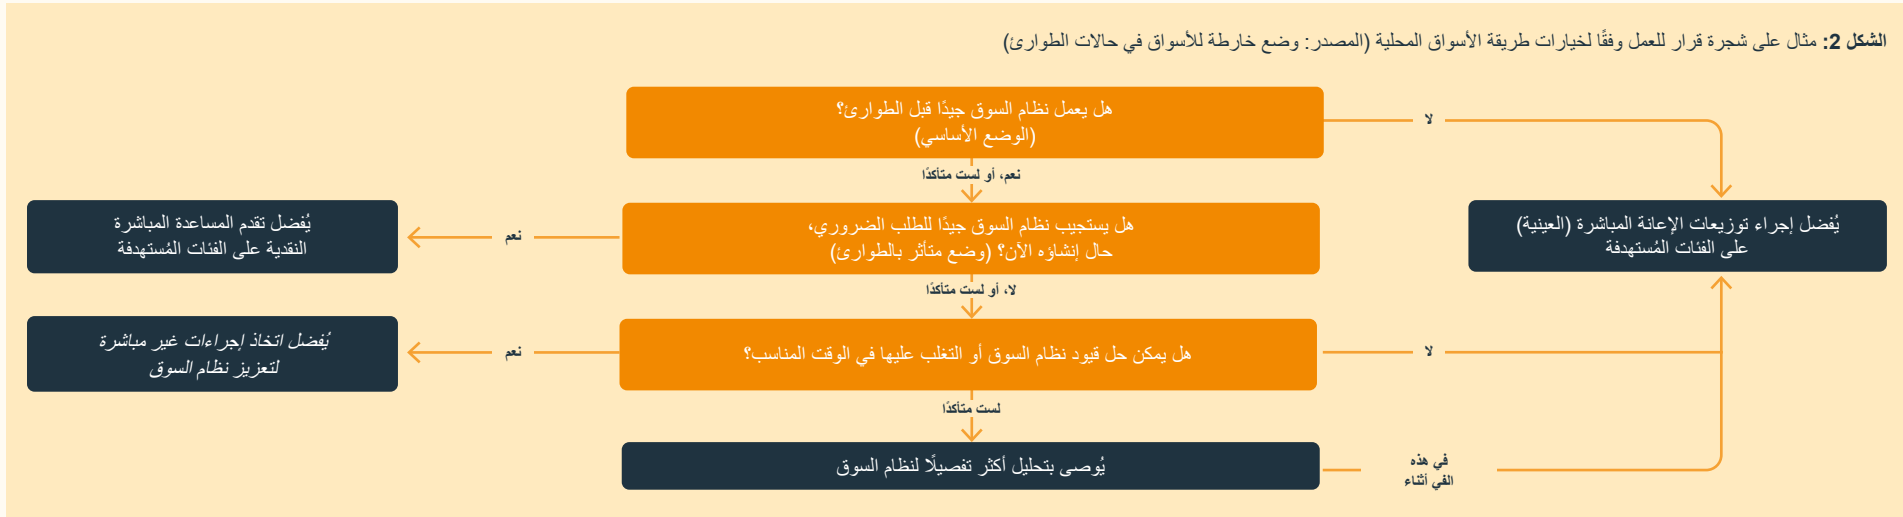 الشكل 2: مثال على شجرة قرار للعمل وفقًا لخيارات طريقة الأسواق المحلية (المصدر: وضع خارطة للأسواق في حالات الطوارئ)
هل يعمل نظام السوق جيدًا قبل الطوارئ؟
(الوضع الأساسي)
لا
نعم، أو لست متأكدًا
يُفضل إجراء توزيعات الإعانة المباشرة (العينية)
على الفئات المُستهدفة
هل يستجيب نظام السوق جيدًا للطلب الضروري،
حال إنشاؤه الآن؟ (وضع متأثر بالطوارئ)
نعم
يُفضل تقدم المساعدة المباشرة
النقدية على الفئات المُستهدفة
لا، أو لست متأكدًا
هل يمكن حل قيود نظام السوق أو التغلب عليها في الوقت المناسب؟
لا
نعم
يُفضل اتخاذ إجراءات غير مباشرة
لتعزيز نظام السوق
لست متأكدًا
يُوصى بتحليل أكثر تفصيلًا لنظام السوق
في هذه
الفي أثناء